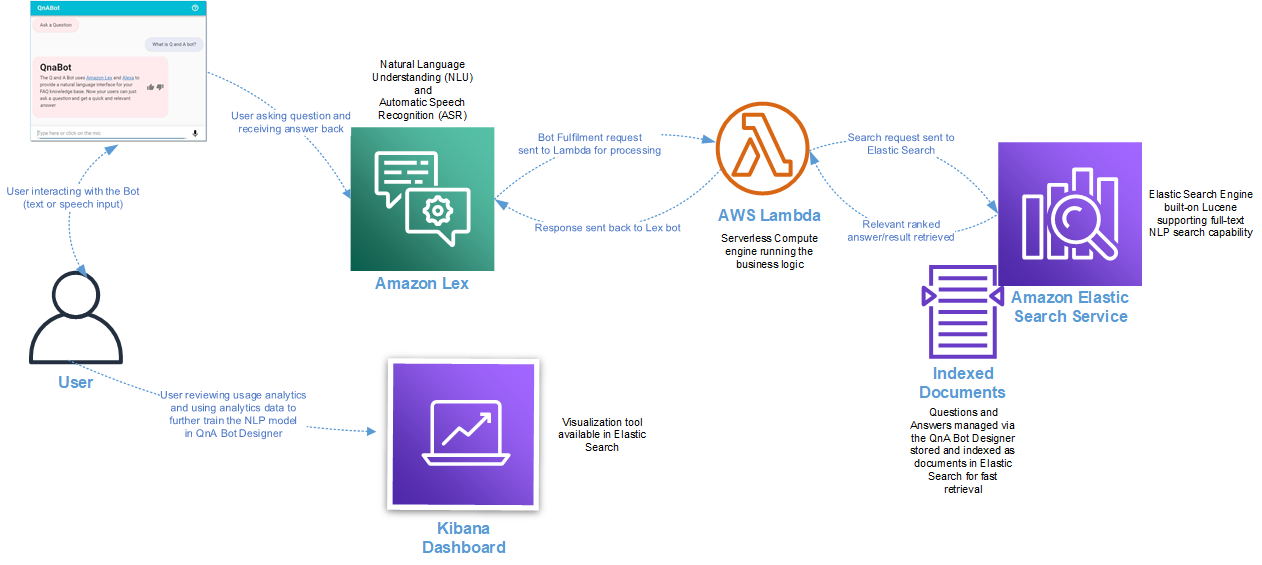 QnABot
Ask a Question
What is Q and A bot?
QnaBot
The Q and A Bot uses Amazon Lex and Alexa to
provide a natural language interface for your
FAQ knowledge base. Now your users can just
ask a question and get a quick and relevant
answer
Type here or click on the mic.
User interacting with the Bot
(text or speech input)
User
User asking question and
receiving answer back
Natural Language
Understanding (NLU)
and
Automatic Speech
Recognition (ASR)
Amazon Lex
Bot Fulfilment request
sent to Lambda for processing
Response sent back to Lex bot
AWS Lambda
Serverless Compute
engine running the
business logic
Search request sent to
Elastic Search
Relevant ranked
answer/result retrieved
Elastic Search Engine
built-on Lucene
supporting full-text
NLP search capability
Amazon Elastic
Search Service
Indexed
Documents
Questions and
Answers managed via
the QnA Bot Designer
stored and indexed as
documents in Elastic
Search for fast
retrieval
User reviewing usage analytics
and using analytics data to
further train the NLP model
in QnA Bot Designer
Visualization tool
available in Elastic
Search
Kibana
Dashboard